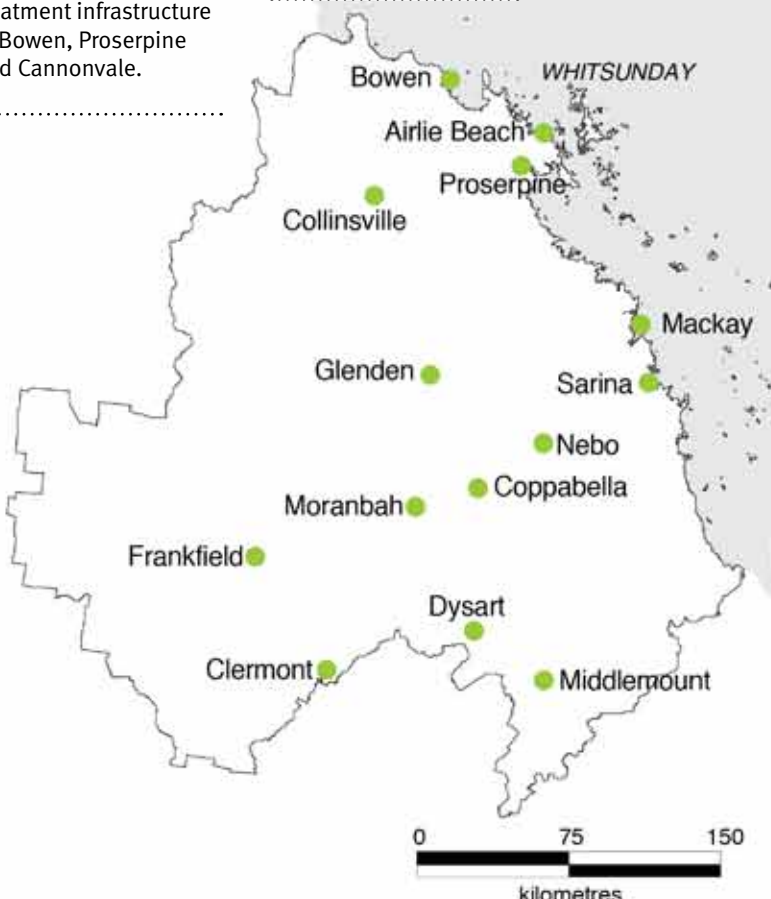 atment infrastructure
Bowen, Proserpine
d Cannonvale.
Bowen
WHITSUNDAY
Airlie Beach
Proserpine
Collinsville
Mackay
Glenden
Sarina
Nebo
Coppabella
Moranbah
Frankfield
Dysart
Clermont
Middlemount
0 75 150
kilometres